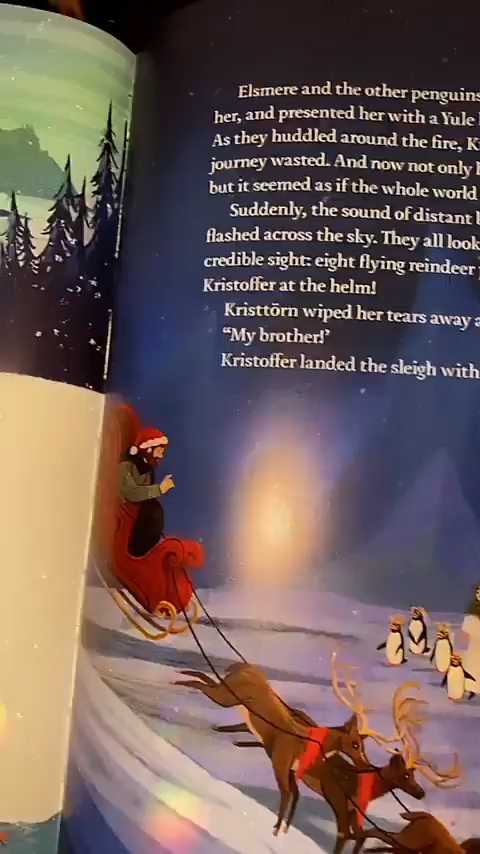 Elsmere and the other penguins
her, and presented her with a Yule
As they huddled around the fire,
journey wasted. And now not only
but it seemed as if the whole world
Suddenly, the sound of distant
flashed across the sky. They all look
credible sight: eight flying reindeer
Kristoffer at the helm!
Kristtörn wiped her tears away
“My brother!”
Kristoffer landed the sleigh with